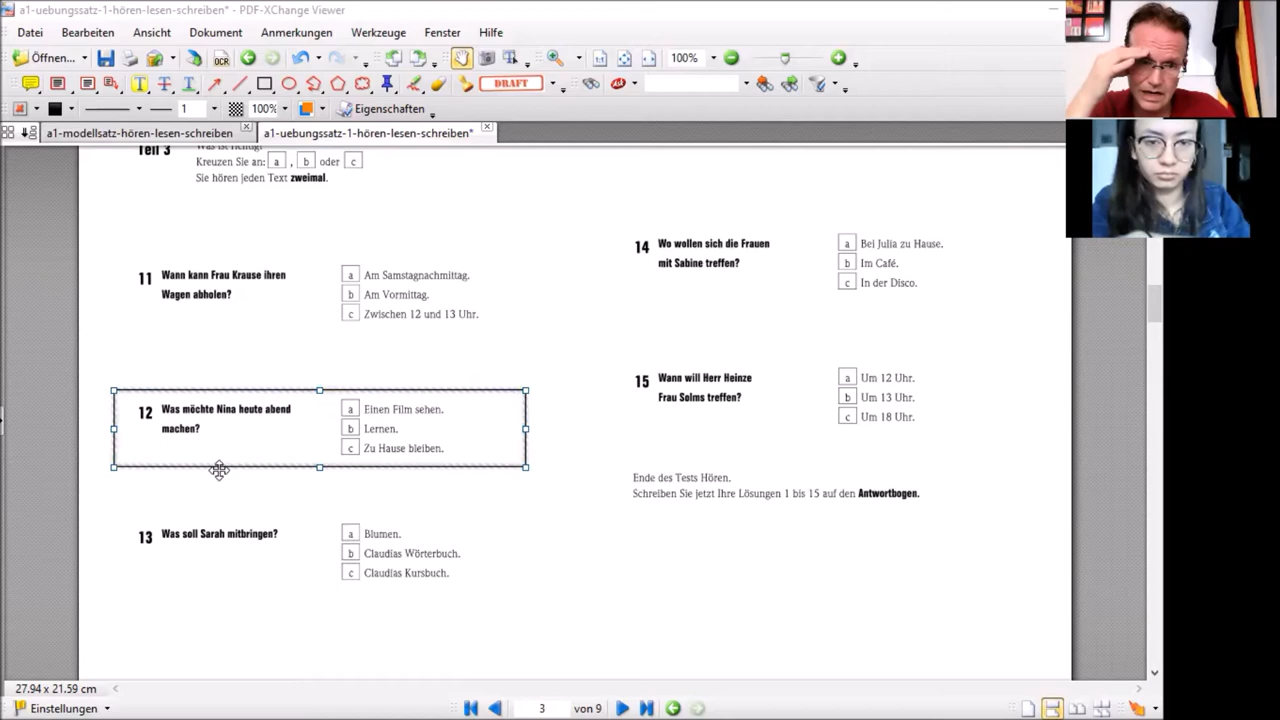 a1-uebungssatz-1-hören-lesen-schreiben* - PDF-XChange Viewer
Datei Bearbeiten Ansicht Dokument Anmerkungen Werkzeuge Fenster Hilfe
Öffnen... OCR 100%
DRAFT
1 100% Eigenschaften
a1-modellsatz-hören-lesen-schreiben a1-uebungssatz-1-hören-lesen-schreiben*
Teil 3 Was ist richtig?
Kreuzen Sie an: a , b oder c
Sie hören jeden Text zweimal.
11 Wann kann Frau Krause ihren
Wagen abholen?
a Am Samstagnachmittag.
b Am Vormittag.
c Zwischen 12 und 13 Uhr.
12 Was möchte Nina heute abend
machen?
a Einen Film sehen.
b Lernen.
c Zu Hause bleiben.
13 Was soll Sarah mitbringen?
a Blumen.
b Claudias Wörterbuch.
c Claudias Kursbuch.
14 Wo wollen sich die Frauen
mit Sabine treffen?
a Bei Julia zu Hause.
b Im Café.
c In der Disco.
15 Wann will Herr Heinze
Frau Solms treffen?
a Um 12 Uhr.
b Um 13 Uhr.
c Um 18 Uhr.
Ende des Tests Hören.
Schreiben Sie jetzt Ihre Lösungen 1 bis 15 auf den Antwortbogen.
27.94 x 21.59 cm
Einstellungen 3 von 9